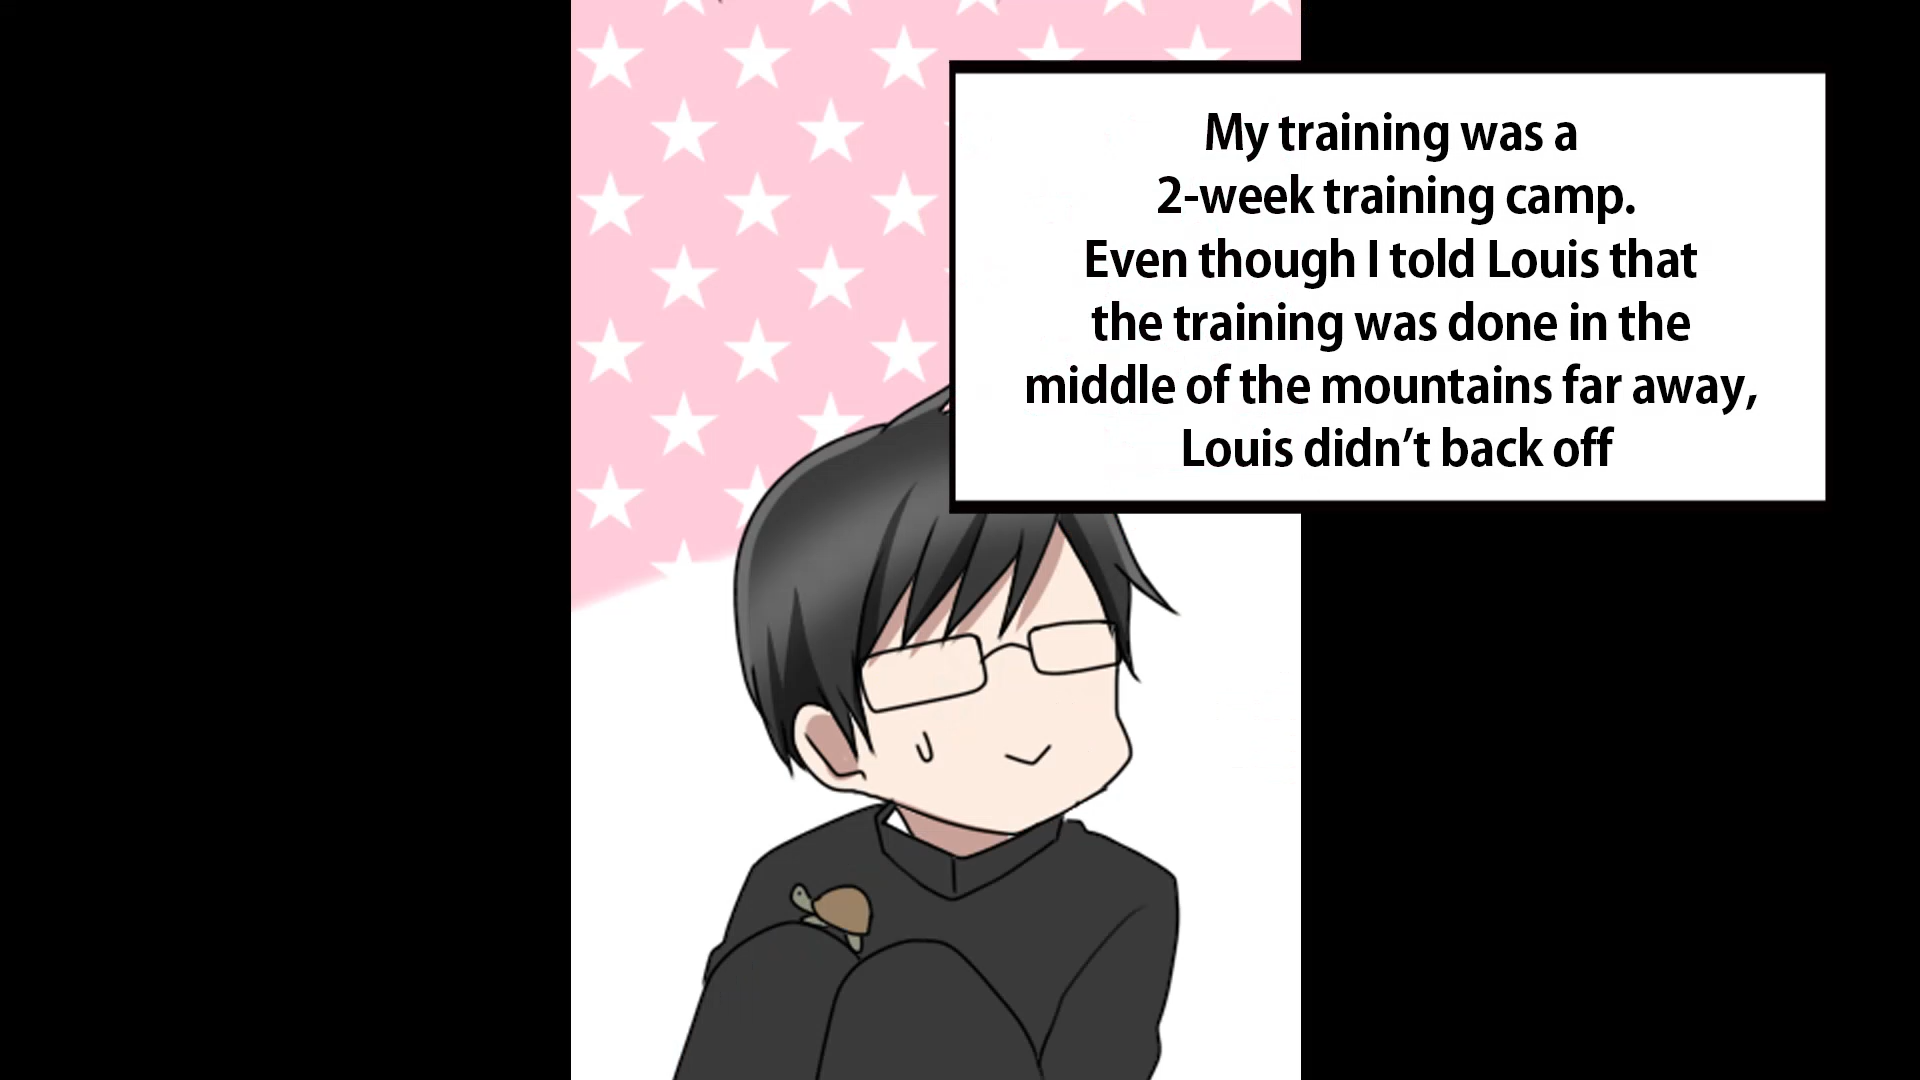 My training was a
2-week training camp.
Even though I told Louis that
the training was done in the
middle of the mountains far away,
Louis didn’t back off